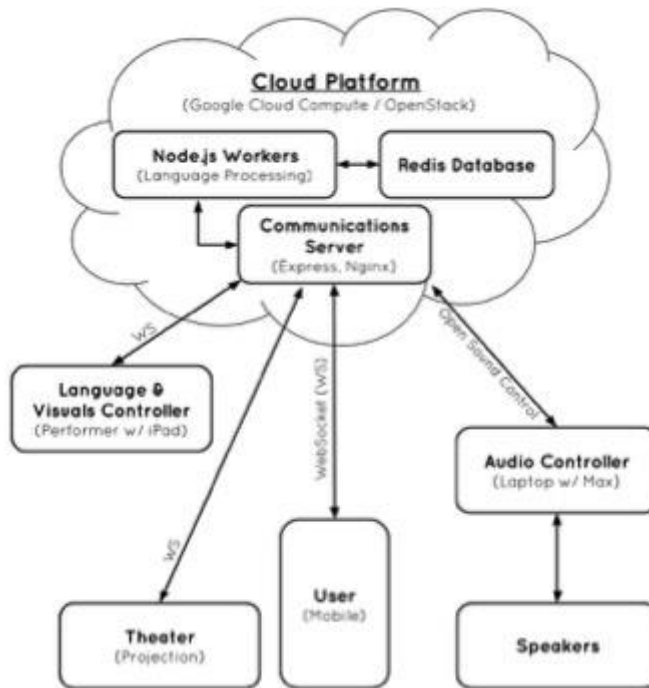 Cloud Platform
(Google Cloud Compute / OpenStack)
Node.js Workers
(Language Processing)
Redis Database
Communications
Server
(Express, Nginx)
WS
Open Sound Control
WebSocket (WS)
Language &
Visuals Controller
(Performer w/ iPad)
Audio Controller
(Laptop w/ Max)
WS
User
(Mobile)
Theater
(Projection)
Speakers